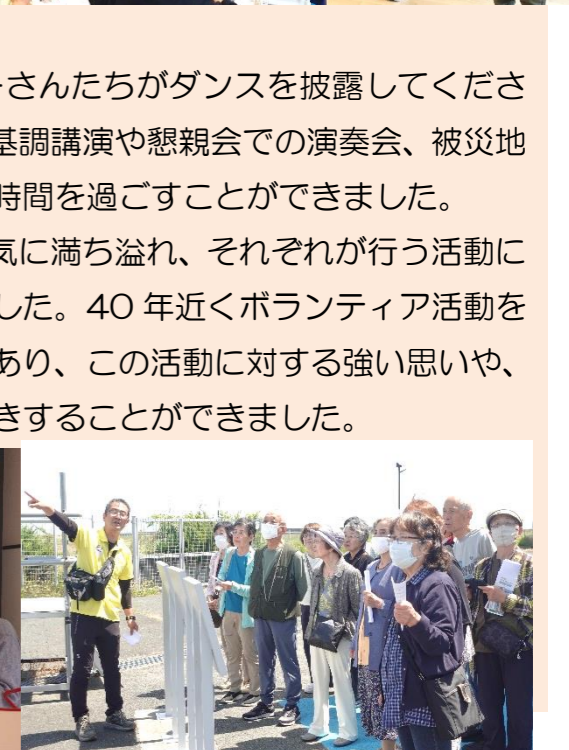 さんたちがダンスを披露してくださ
基調講演や懇親会での演奏会、被災地
時間を過ごすことができました。
気に満ち溢れ、それぞれが行う活動に
した。40 年近くボランティア活動を
あり、この活動に対する強い思いや、
きすることができました。